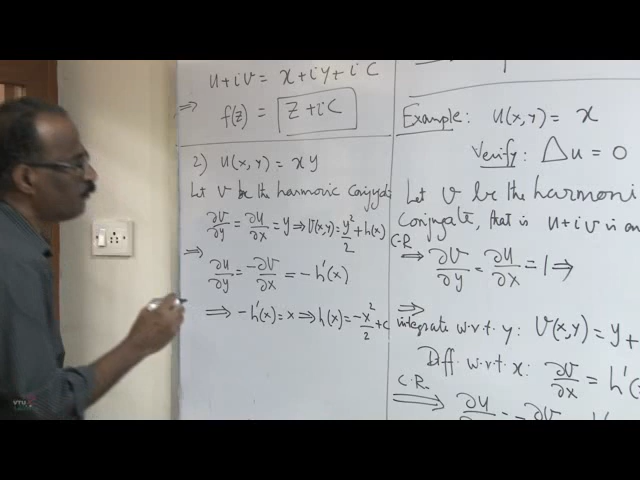 u+iv = x+iy+ic
⇒ f(z) = z+ic
2) u(x,y) = xy
Let v be the harmonic conjugate
∂v/∂y = ∂u/∂x = y ⇒ v(x,y) = y²/2 + h(x)
⇒ ∂u/∂y = -∂v/∂x = -h'(x)
⇒ -h'(x) = x ⇒ h(x) = -x²/2 + c
Example: u(x,y) = x
Verify: Δu = 0
Let v be the harmoni
Conjugate, that is u+iv is an
C-R ⇒ ∂v/∂y = ∂u/∂x = 1 ⇒
⇒ integrate w.r.t. y: v(x,y) = y +
Diff w.r.t x: ∂v/∂x = h'
C.R. ⇒ ∂u = -∂v
VTU